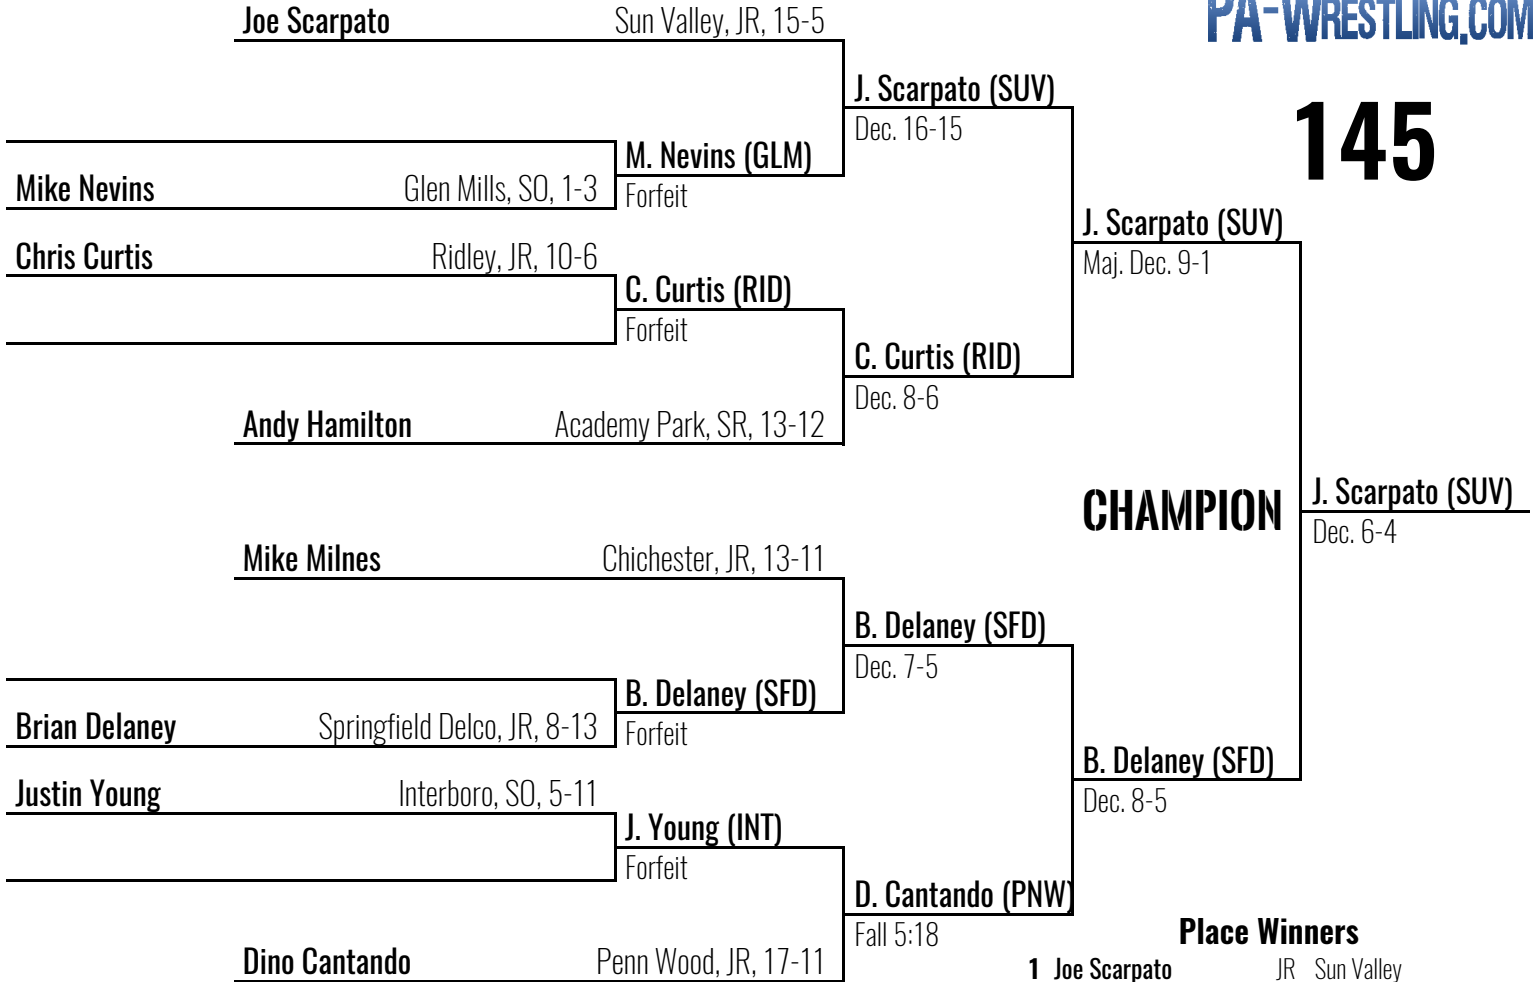 Joe Scarpato Sun Valley, JR, 15-5
PA-WRESTLING.COM
J. Scarpato (SUV)
Dec. 16-15
145
M. Nevins (GLM)
Mike Nevins Glen Mills, SO, 1-3
Forfeit
J. Scarpato (SUV)
Maj. Dec. 9-1
Chris Curtis Ridley, JR, 10-6
C. Curtis (RID)
Forfeit
C. Curtis (RID)
Dec. 8-6
Andy Hamilton Academy Park, SR, 13-12
CHAMPION
J. Scarpato (SUV)
Dec. 6-4
Mike Milnes Chichester, JR, 13-11
B. Delaney (SFD)
Dec. 7-5
B. Delaney (SFD)
Brian Delaney Springfield Delco, JR, 8-13
Forfeit
B. Delaney (SFD)
Dec. 8-5
Justin Young Interboro, SO, 5-11
J. Young (INT)
Forfeit
D. Cantando (PNW)
Fall 5:18
Dino Cantando Penn Wood, JR, 17-11
Place Winners
1 Joe Scarpato JR Sun Valley